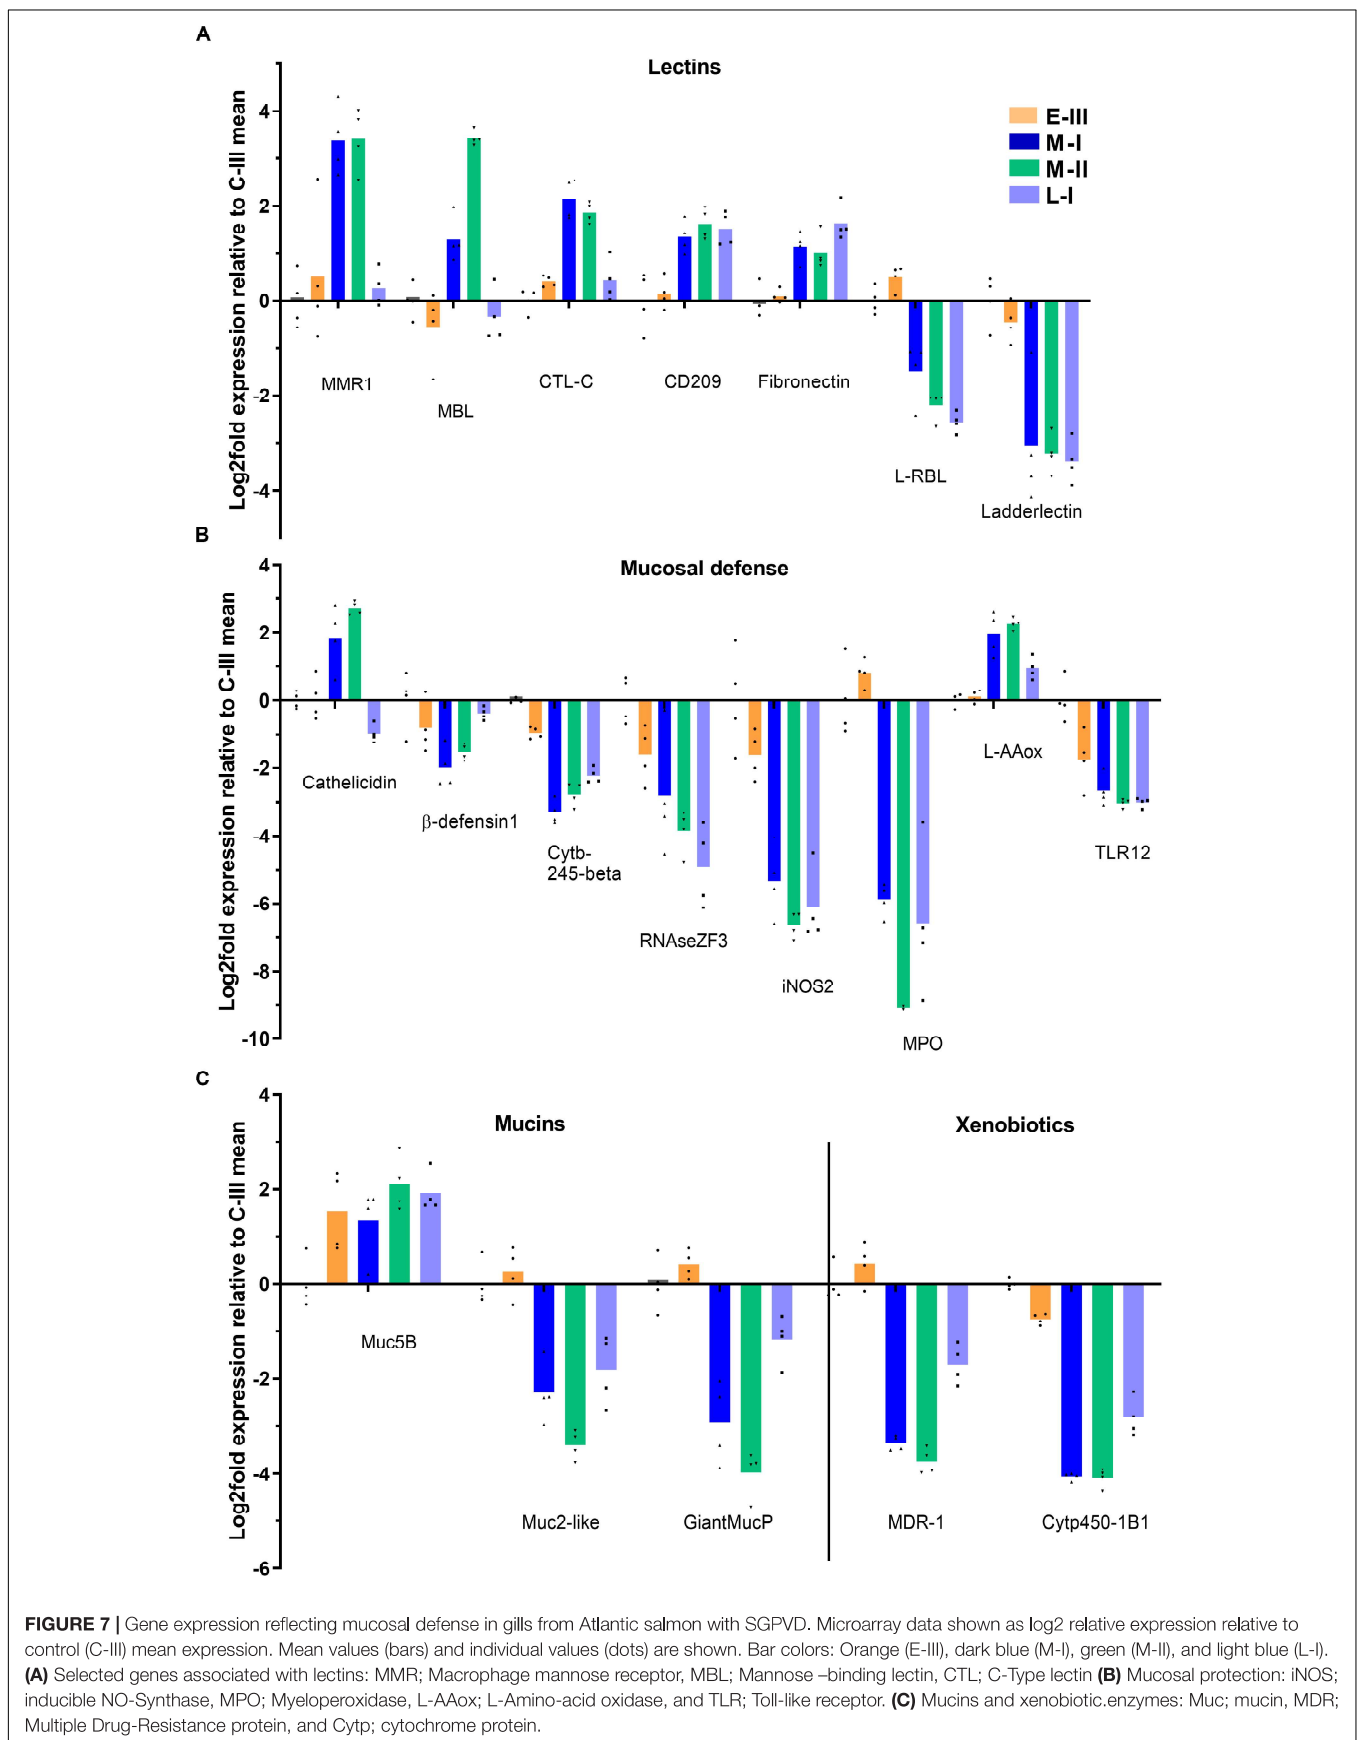 A
Lectins
Log2fold expression relative to C-III mean
4
2
0
-2
-4
E-III
M-I
M-II
L-I
MMR1
MBL
CTL-C
CD209
Fibronectin
L-RBL
Ladderlectin
B
Mucosal defense
Log2fold expression relative to C-III mean
4
2
0
-2
-4
-6
-8
-10
Cathelicidin
β-defensin1
Cytb-
245-beta
RNAseZF3
iNOS2
MPO
L-AAox
TLR12
C
Mucins
Xenobiotics
Log2fold expression relative to C-III mean
4
2
0
-2
-4
-6
Muc5B
Muc2-like
GiantMucP
MDR-1
Cytp450-1B1
FIGURE 7 | Gene expression reflecting mucosal defense in gills from Atlantic salmon with SGPVD. Microarray data shown as log2 relative expression relative to
control (C-III) mean expression. Mean values (bars) and individual values (dots) are shown. Bar colors: Orange (E-III), dark blue (M-I), green (M-II), and light blue (L-I).
(A) Selected genes associated with lectins: MMR; Macrophage mannose receptor, MBL; Mannose –binding lectin, CTL; C-Type lectin (B) Mucosal protection: iNOS;
inducible NO-Synthase, MPO; Myeloperoxidase, L-AAox; L-Amino-acid oxidase, and TLR; Toll-like receptor. (C) Mucins and xenobiotic.enzymes: Muc; mucin, MDR;
Multiple Drug-Resistance protein, and Cytp; cytochrome protein.